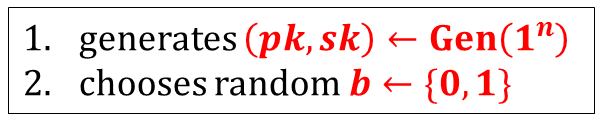 1. generates (pk, sk) ← Gen(1ⁿ)
2. chooses random b ← {0, 1}